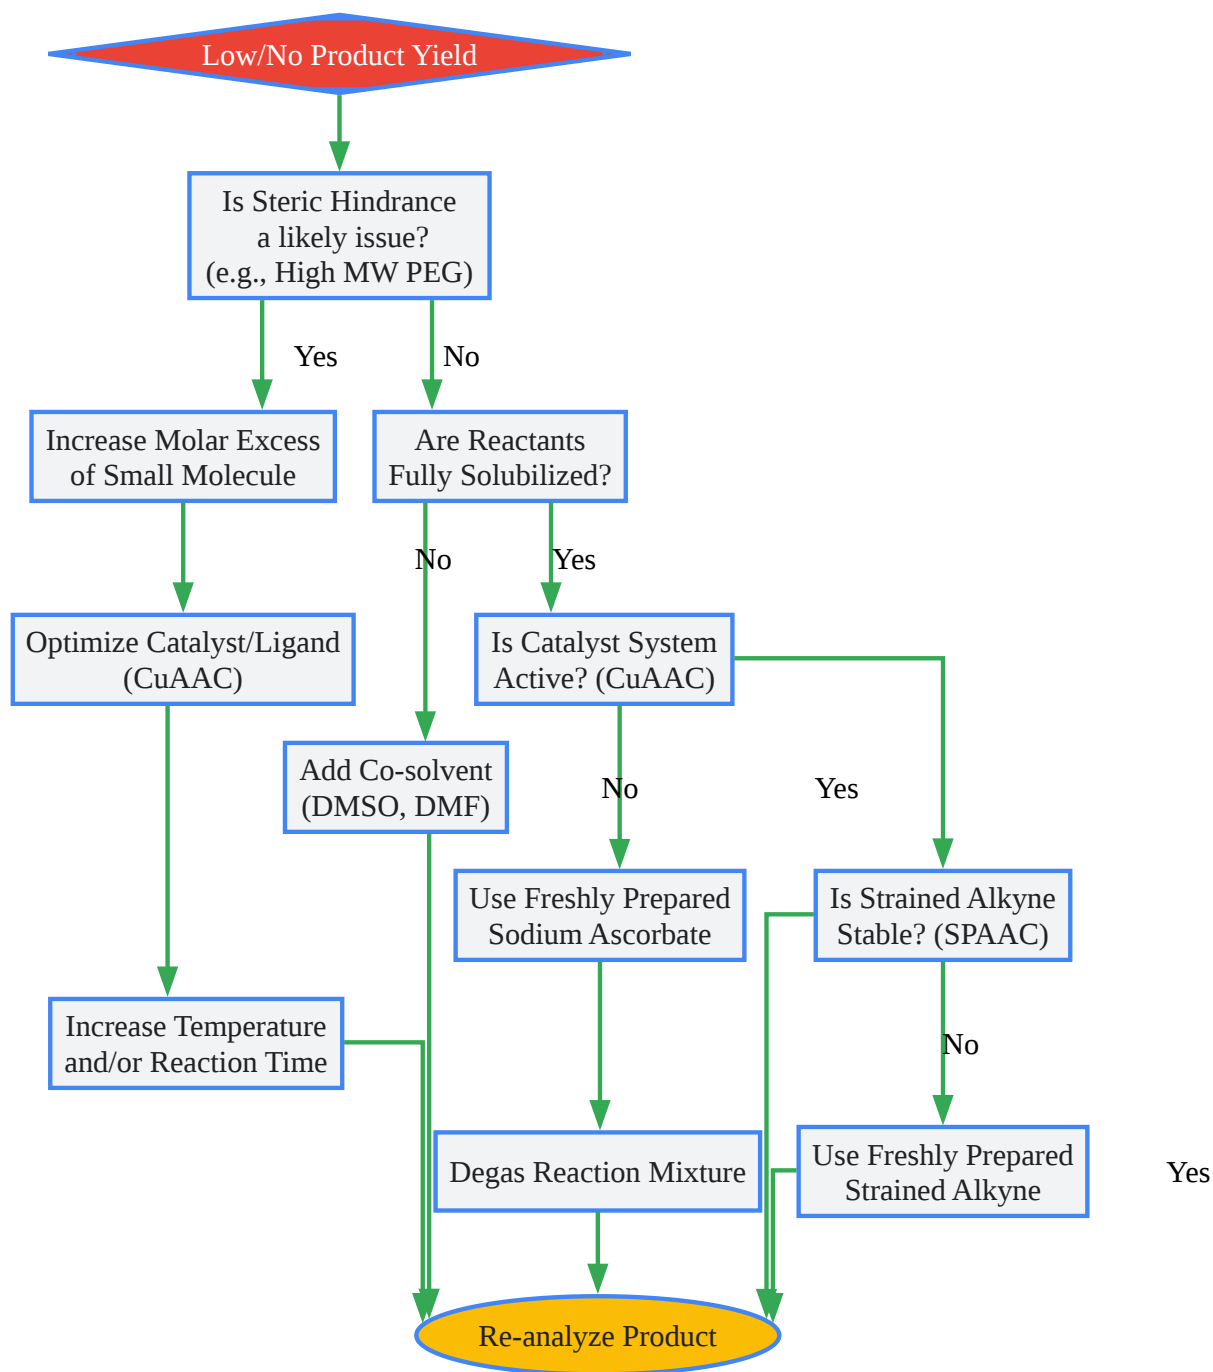 Low/No Product Yield
Is Steric Hindrance
a likely issue?
(e.g., High MW PEG)
Yes
No
Increase Molar Excess
of Small Molecule
Are Reactants
Fully Solubilized?
No
Yes
Optimize Catalyst/Ligand
(CuAAC)
Is Catalyst System
Active? (CuAAC)
Add Co-solvent
(DMSO, DMF)
No
Yes
Use Freshly Prepared
Sodium Ascorbate
Is Strained Alkyne
Stable? (SPAAC)
Increase Temperature
and/or Reaction Time
No
Degas Reaction Mixture
Use Freshly Prepared
Strained Alkyne
Yes
Re-analyze Product